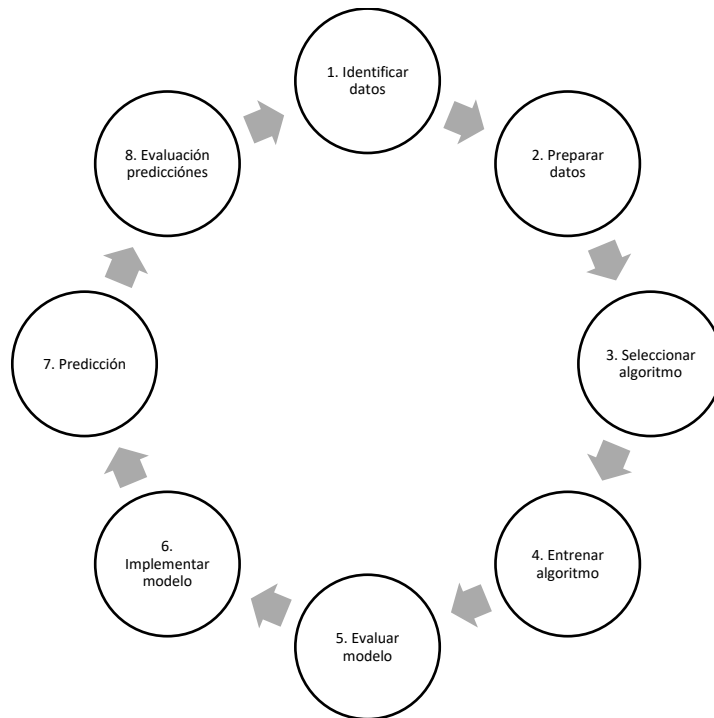 1. Identificar
datos
2. Preparar
datos
3. Seleccionar
algoritmo
4. Entrenar
algoritmo
5. Evaluar
modelo
6.
Implementar
modelo
7. Predicción
8. Evaluación
predicciónes